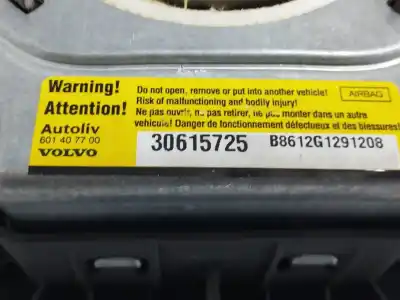 Warning!
Attention!
Do not open, remove or put into another vehicle!
Risk of malfunctioning and bodily injury!
AIRBAG
Ne pas ouvrir, ne pas retirer, ne pas monter dans un autre
vehicule! Danger de fonctionnement défectueux et des blessures!
Autoliv
601 40 77 00
VOLVO
30615725
B8612G1291208